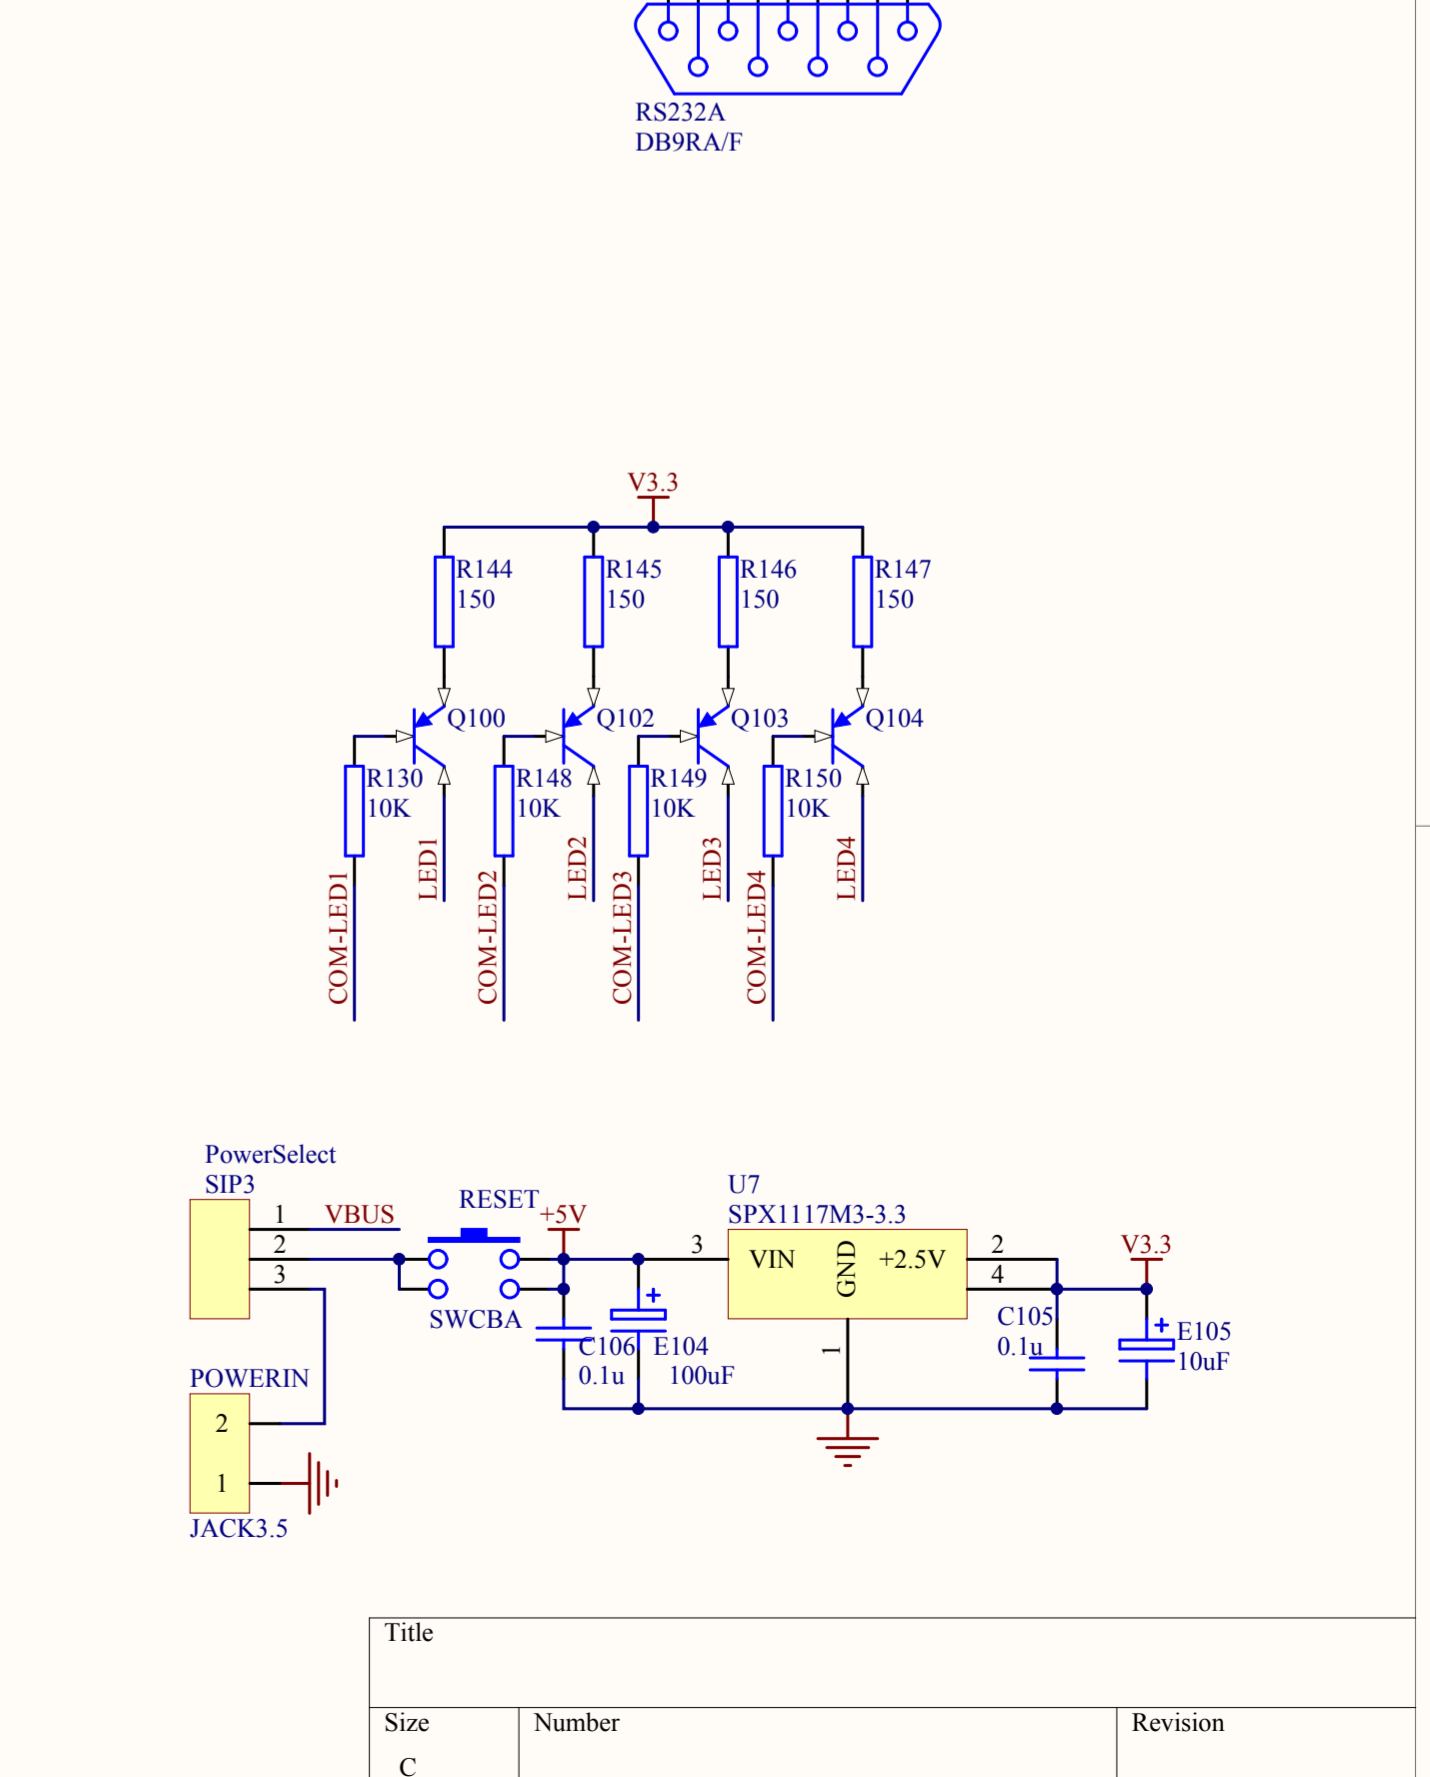 RS232A
DB9RA/F
V3.3
R144
150
R145
150
R146
150
R147
150
Q100
Q102
Q103
Q104
R130
10K
R148
10K
R149
10K
R150
10K
LED1
LED2
LED3
LED4
COM-LED1
COM-LED2
COM-LED3
COM-LED4
PowerSelect
SIP3
1
2
3
VBUS
RESET
SWCBA
+5V
C106
0.1u
E104
100uF
U7
SPX1117M3-3.3
3
VIN
GND
+2.5V
2
4
1
C105
0.1u
V3.3
E105
10uF
POWERIN
2
1
JACK3.5
Title
Size
C
Number
Revision